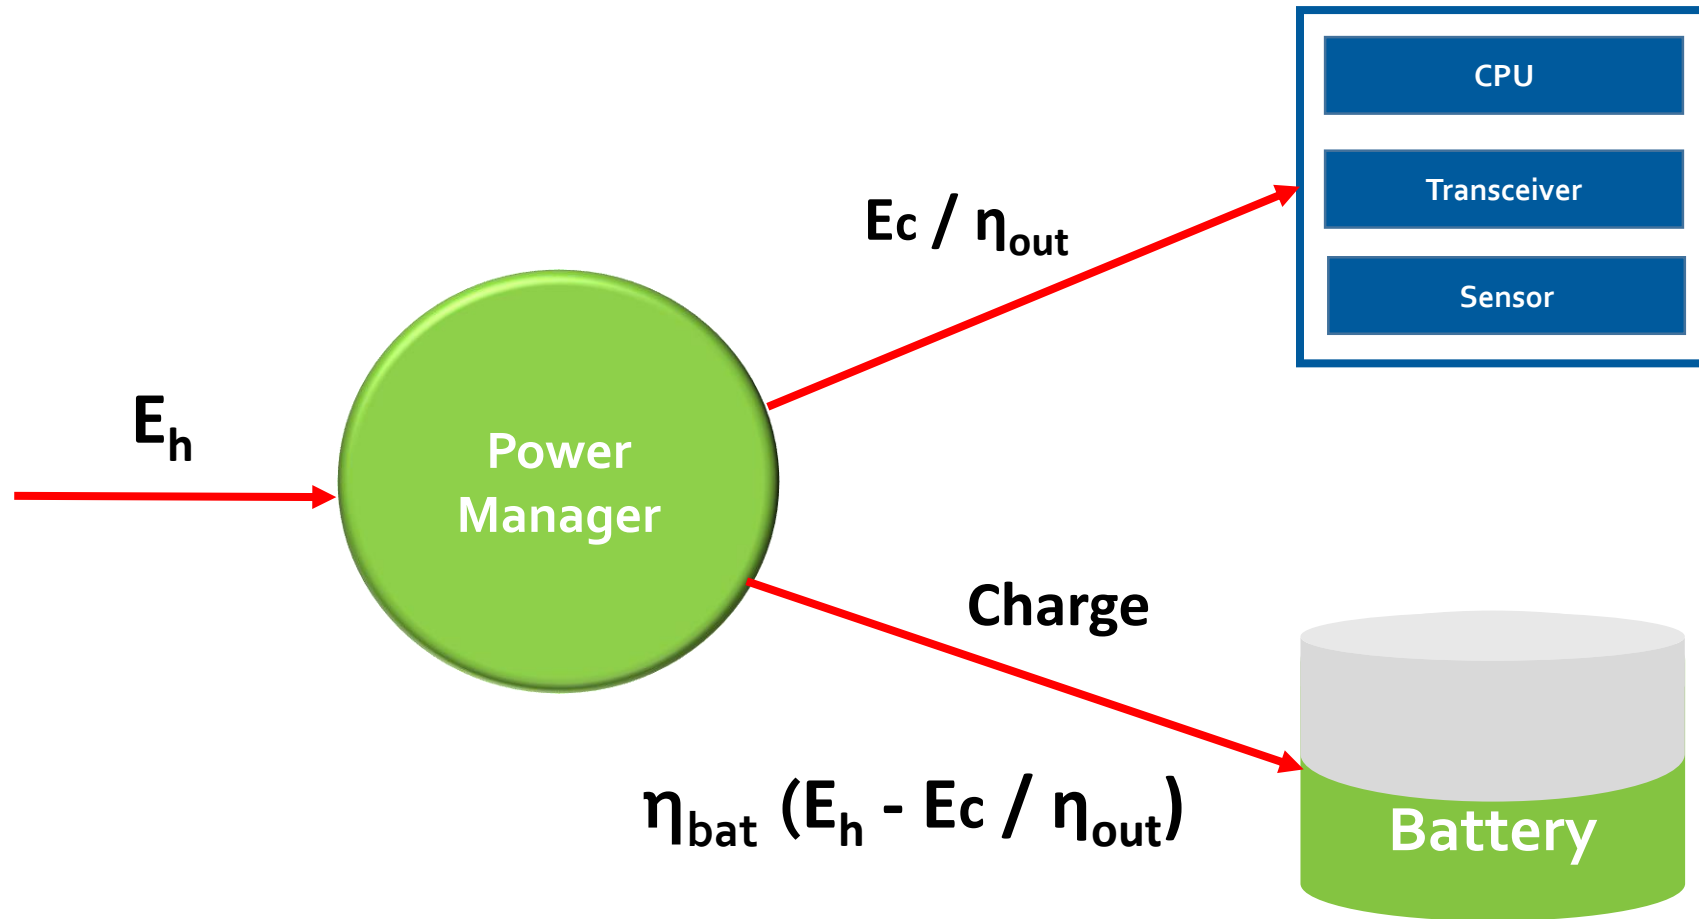 CPU
Transceiver
Sensor
Ec / ηout
Eh
Power
Manager
Charge
ηbat (Eh - Ec / ηout)
Battery